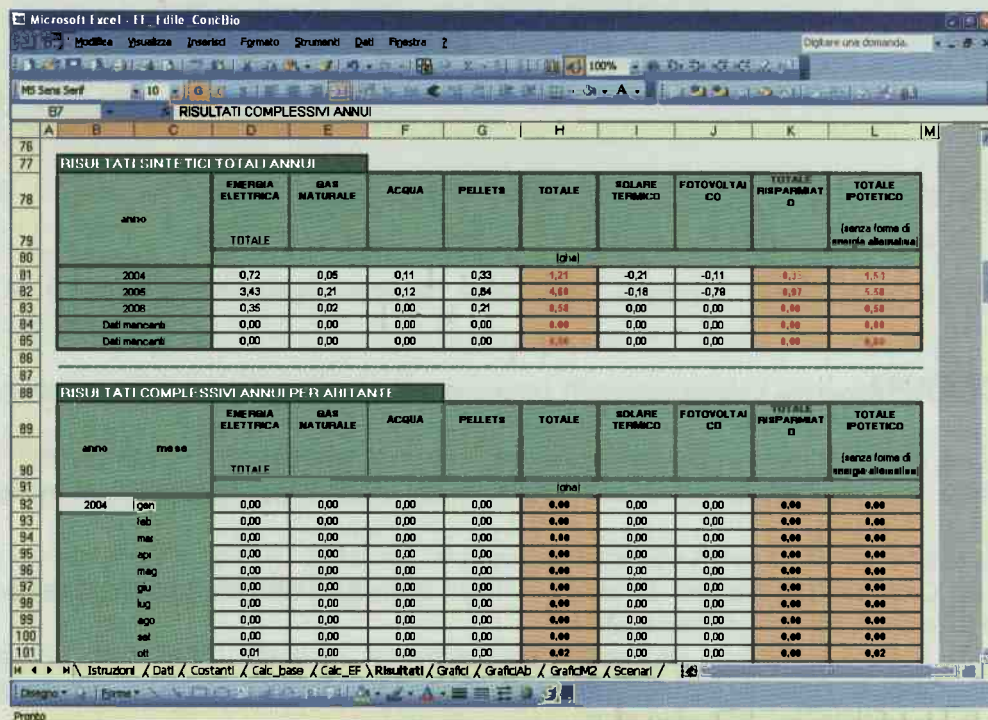 Microsoft Excel - EF_Edile_ConcBio
Modifica Visualizza Inserisci Formato Strumenti Dati Finestra ?
Digitare una domanda.
100%
MS Sans Serif 10 G
B7 RISULTATI COMPLESSIVI ANNUI
A B C D E F G H I J K L M
76
77 RISULTATI SINTETICI TOTALI ANNUI
78 anno ENERGIA ELETTRICA GAS NATURALE ACQUA PELLETS TOTALE SOLARE TERMICO FOTOVOLTAICO TOTALE RISPARMIATO TOTALE IPOTETICO
79 TOTALE (senza forme di energia alternativa)
80 [gha]
81 2004 0,72 0,05 0,11 0,33 1,21 -0,21 -0,11 1,53
82 3,43 0,21 0,12 0,84 4,60 -0,18 -0,79 0,97 5,58
83 0,35 0,02 0,00 0,21 0,58 0,00 0,00 0,00 0,58
84 Dati mancanti 0,00 0,00 0,00 0,00 0,00 0,00 0,00 0,00 0,00
85 Dati mancanti 0,00 0,00 0,00 0,00 0,00 0,00 0,00 0,00 0,00
86
87
88 RISULTATI COMPLESSIVI ANNUI PER ABITANTE
89 anno mese ENERGIA ELETTRICA GAS NATURALE ACQUA PELLETS TOTALE SOLARE TERMICO FOTOVOLTAICO TOTALE RISPARMIATO TOTALE IPOTETICO
90 TOTALE (senza forme di energia alternativa)
91 [gha]
92 2004 gen 0,00 0,00 0,00 0,00 0,00 0,00 0,00 0,00 0,00
93 feb 0,00 0,00 0,00 0,00 0,00 0,00 0,00 0,00 0,00
94 mar 0,00 0,00 0,00 0,00 0,00 0,00 0,00 0,00 0,00
95 apr 0,00 0,00 0,00 0,00 0,00 0,00 0,00 0,00 0,00
96 mag 0,00 0,00 0,00 0,00 0,00 0,00 0,00 0,00 0,00
97 giu 0,00 0,00 0,00 0,00 0,00 0,00 0,00 0,00 0,00
98 lug 0,00 0,00 0,00 0,00 0,00 0,00 0,00 0,00 0,00
99 ago 0,00 0,00 0,00 0,00 0,00 0,00 0,00 0,00 0,00
100 set 0,00 0,00 0,00 0,00 0,00 0,00 0,00 0,00 0,00
101 ott 0,01 0,00 0,00 0,00 0,02 0,00 0,00 0,00 0,02
Istruzioni / Dati / Costanti / Calc_base / Calc_EF \ Risultati / Grafici / GraficiAb / GraficiM2 / Scenari /
Disegno Forme
Pronto